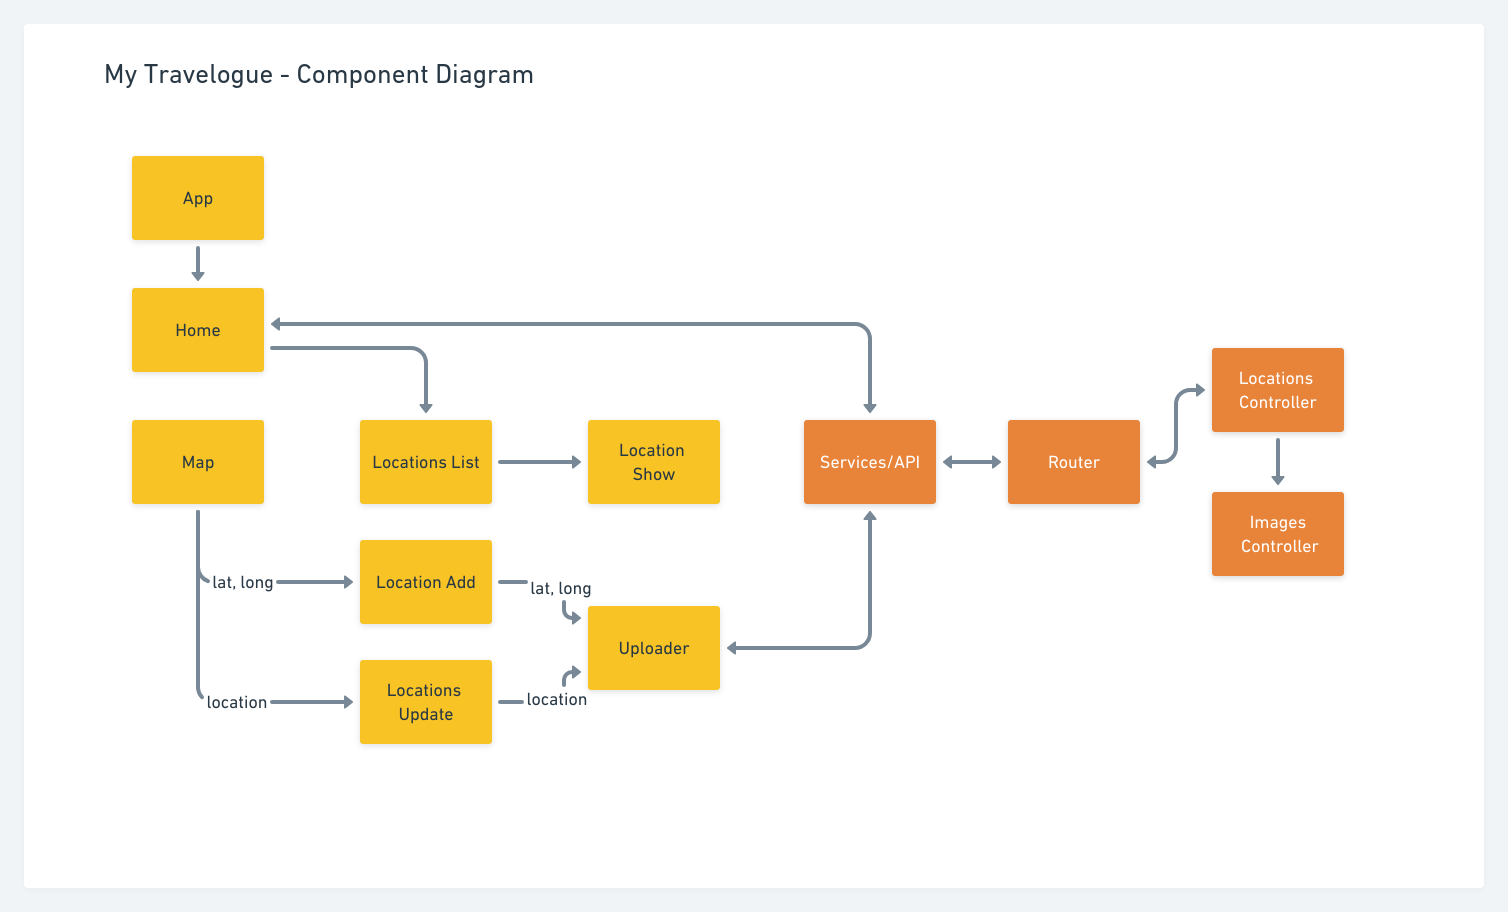 My Travelogue - Component Diagram
App
Home
Map
Locations List
Location
Show
Services/API
Router
Locations
Controller
Images
Controller
lat, long
Location Add
lat, long
Uploader
location
Locations
Update
location